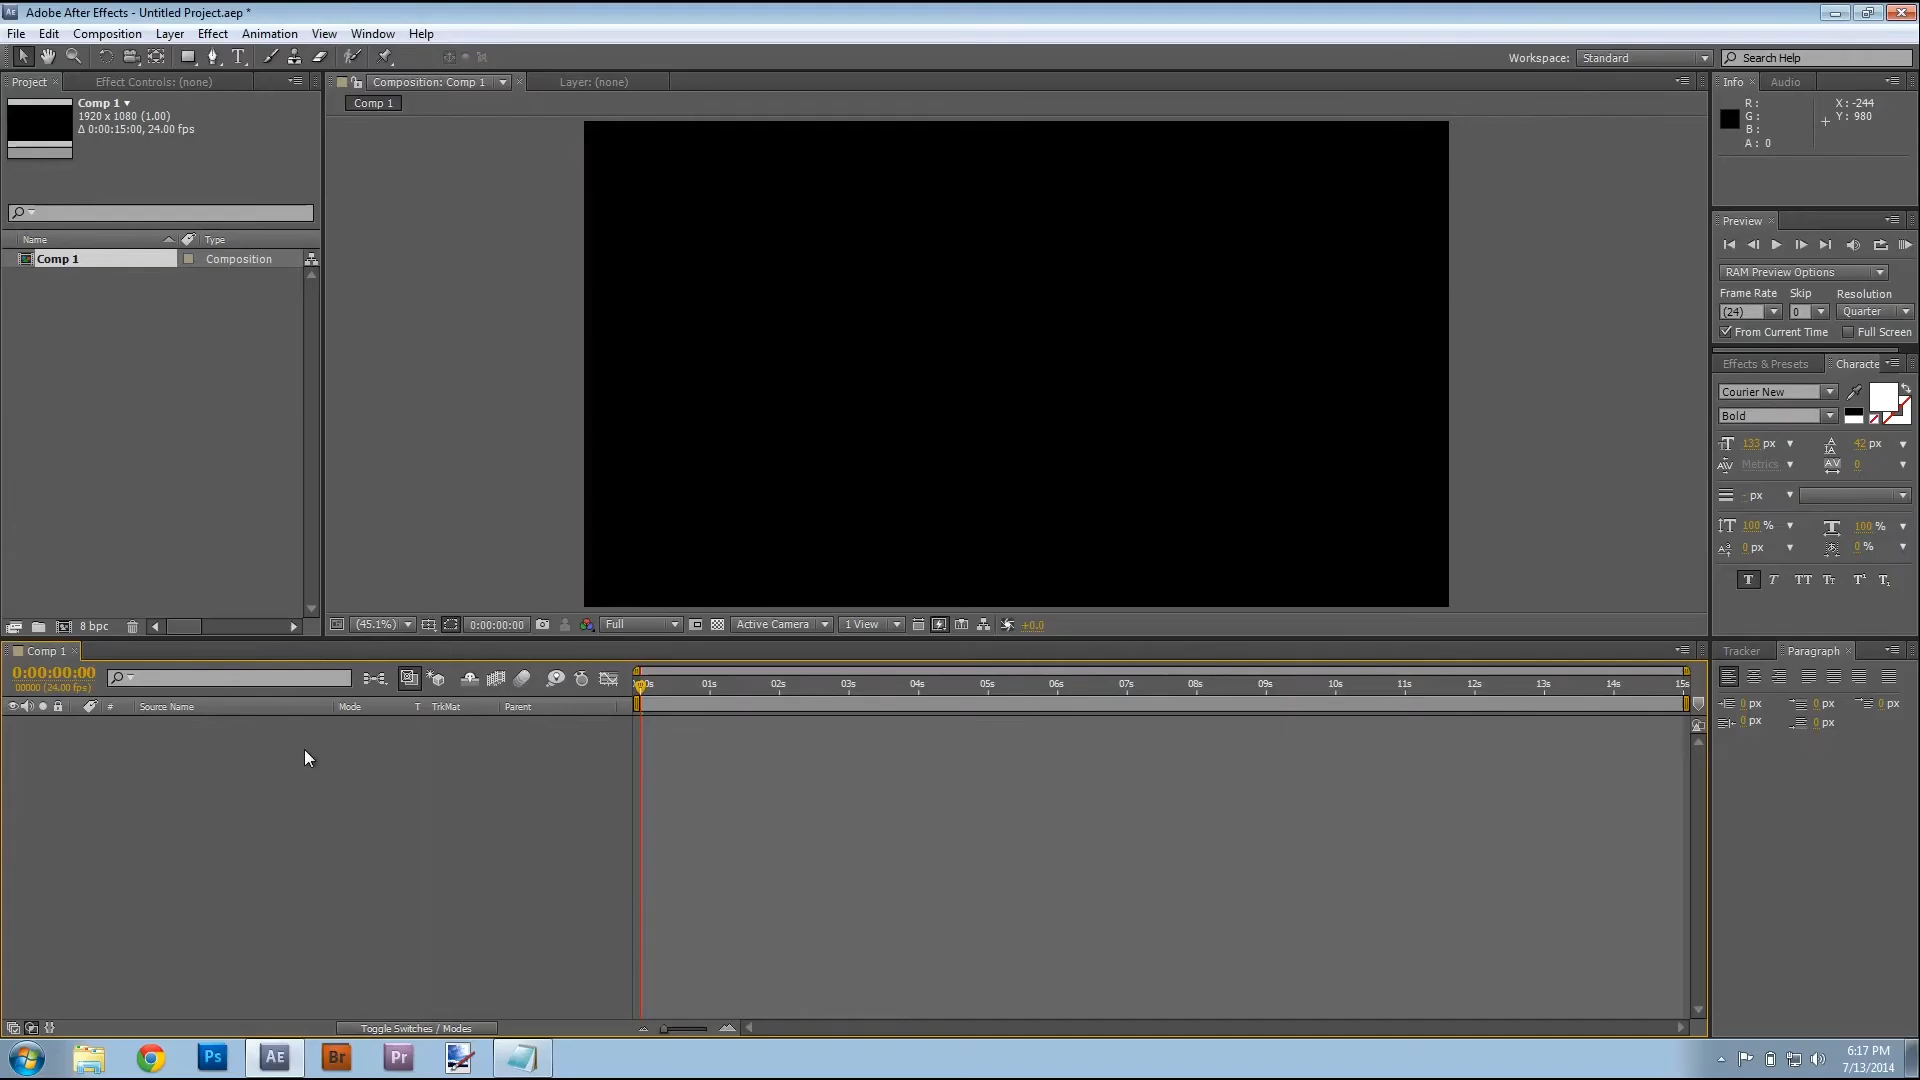 Adobe After Effects - Untitled Project.aep *
File Edit Composition Layer Effect Animation View Window Help
Workspace: Standard
Search Help
Project
Effect Controls: (none)
Composition: Comp 1
Layer: (none)
Info
Audio
Comp 1
1920 x 1080 (1.00)
Δ 0:00:15:00, 24.00 fps
Comp 1
R :
G :
B :
A : 0
X : -244
Y : 980
Preview
RAM Preview Options
Frame Rate Skip Resolution
(24) 0 Quarter
From Current Time Full Screen
Name Type
Comp 1 Composition
Effects & Presets
Characte
Courier New
Bold
133 px
42 px
Metrics
0
- px
100 %
100 %
0 px
0 %
8 bpc
(45.1%)
0:00:00:00
Full
Active Camera
1 View
+0.0
Comp 1
Tracker
Paragraph
0:00:00:00
00000 (24.00 fps)
01s 02s 03s 04s 05s 06s 07s 08s 09s 10s 11s 12s 13s 14s 15s
# Source Name Mode T TrkMat Parent
0 px 0 px 0 px
0 px 0 px
Toggle Switches / Modes
Ps AE Br Pr
6:17 PM
7/13/2014